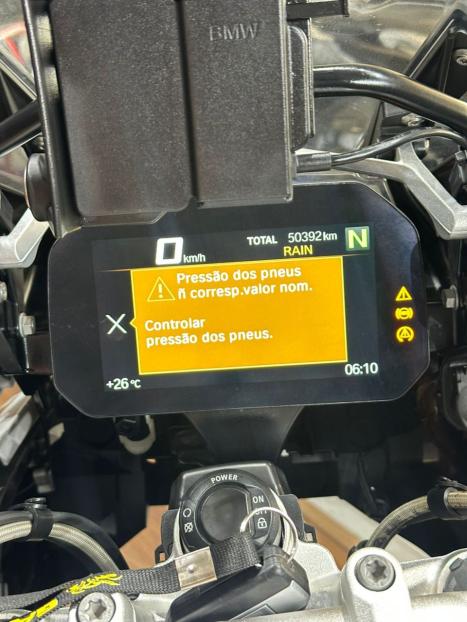 BMW
0 km/h
TOTAL 50392 km
N
RAIN
Pressão dos pneus
ñ corresp.valor nom.
Controlar
pressão dos pneus.
+26 °C
06:10
ABS
POWER
ON